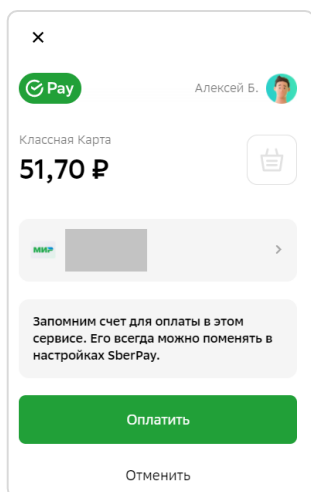 Pay
Алексей Б.
Классная Карта
51,70 ₽
МИР
Запомним счет для оплаты в этом
сервисе. Его всегда можно поменять в
настройках SberPay.
Оплатить
Отменить